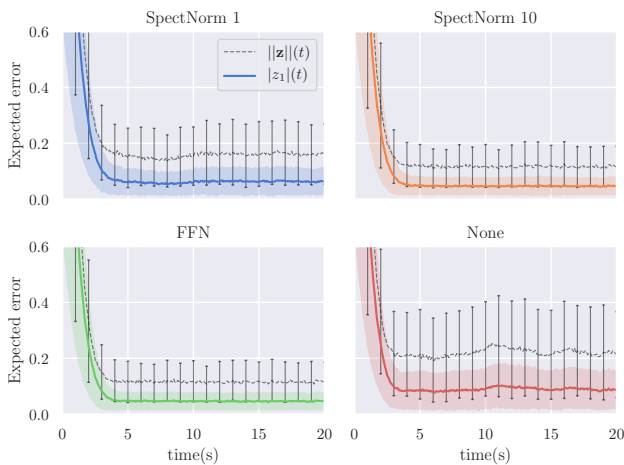 SpectNorm 1
SpectNorm 10
0.6
0.4
0.2
0.0
Expected error
||z||(t)
|z₁|(t)
FFN
None
0.6
0.4
0.2
0.0
Expected error
0 5 10 15 20
0 5 10 15 20
time(s)
time(s)